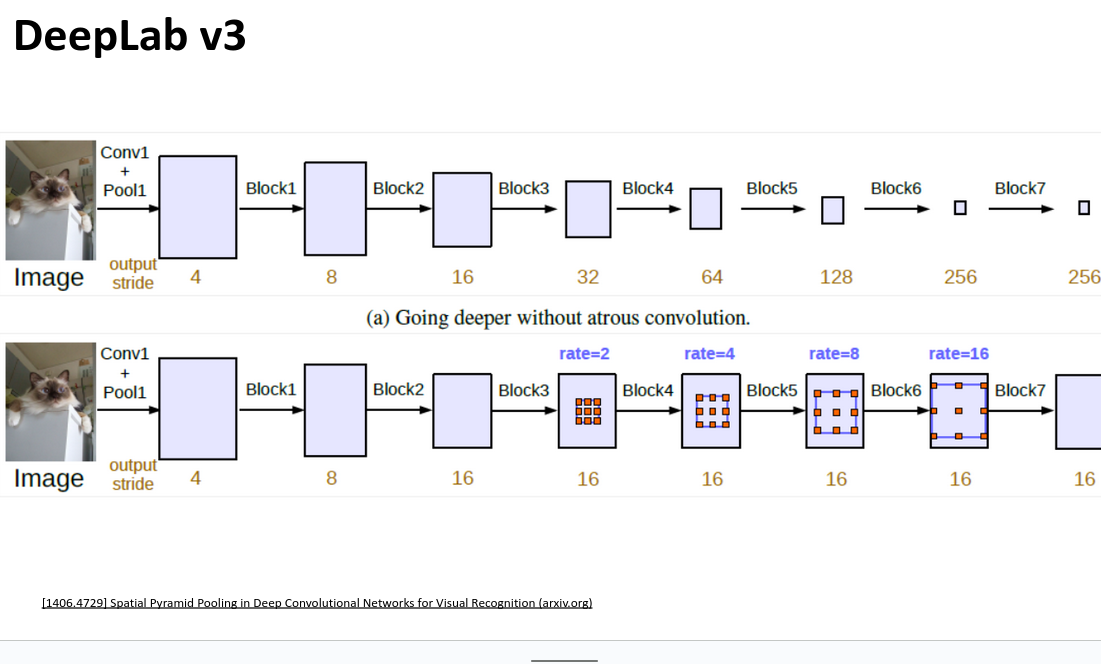 DeepLab v3
Conv1
+
Pool1
Block1
Block2
Block3
Block4
Block5
Block6
Block7
Image
output
stride
4
8
16
32
64
128
256
256
(a) Going deeper without atrous convolution.
rate=2
rate=4
rate=8
rate=16
Conv1
+
Pool1
Block1
Block2
Block3
Block4
Block5
Block6
Block7
Image
output
stride
4
8
16
16
16
16
16
16
[1406.4729] Spatial Pyramid Pooling in Deep Convolutional Networks for Visual Recognition (arxiv.org)